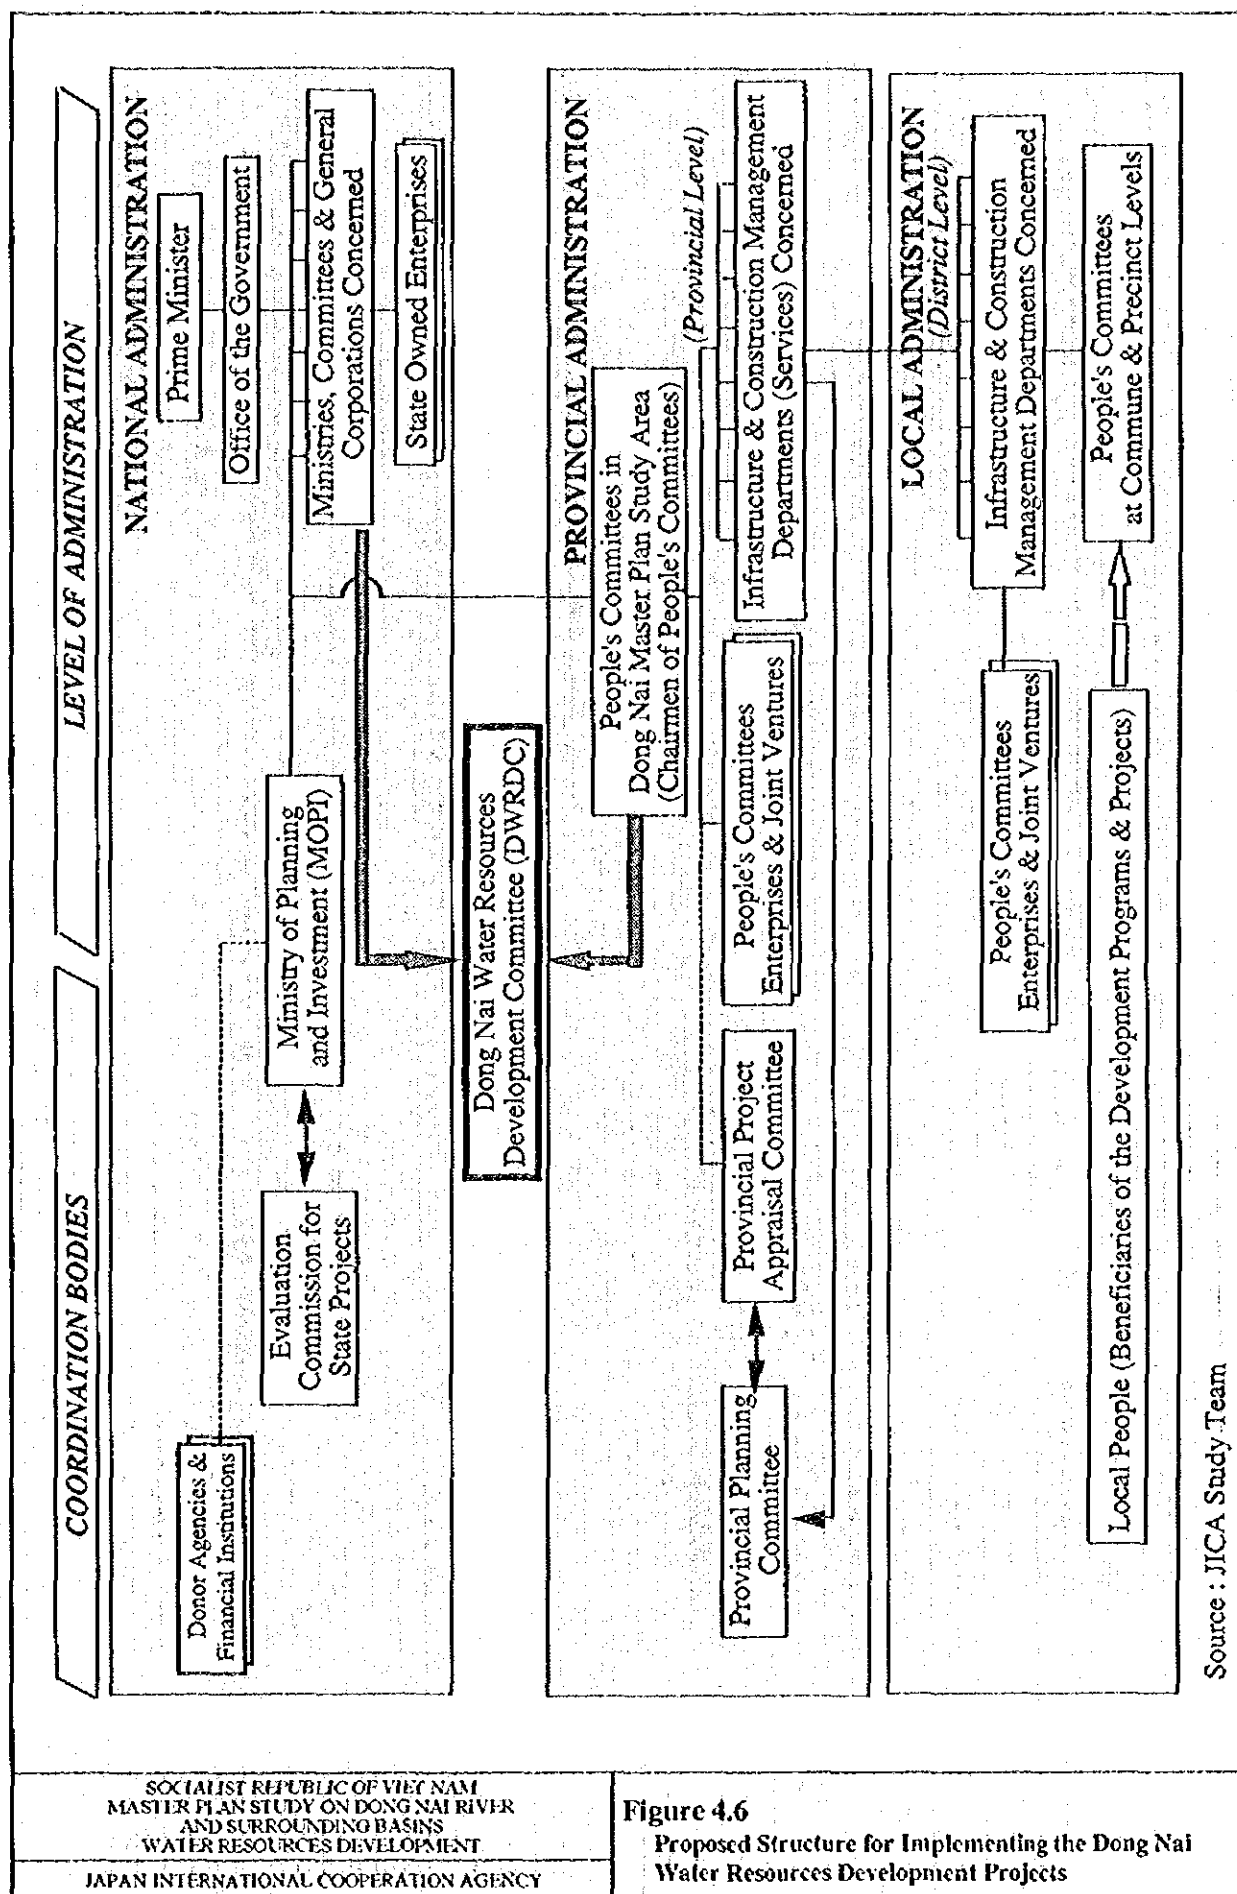 COORDINATION BODIES
LEVEL OF ADMINISTRATION
NATIONAL ADMINISTRATION
Prime Minister
Office of the Government
Donor Agencies &
Financial Institutions
Ministry of Planning
and Investment (MOPI)
Evaluation
Commission for
State Projects
Ministries, Committees & General
Corporations Concerned
State Owned Enterprises
Dong Nai Water Resources
Development Committee (DWRDC)
PROVINCIAL ADMINISTRATION
People's Committees in
Dong Nai Master Plan Study Area
(Chairmen of People's Committees)
(Provincial Level)
Provincial Planning
Committee
Provincial Project
Appraisal Committee
People's Committees
Enterprises & Joint Ventures
Infrastructure & Construction Management
Departments (Services) Concerned
LOCAL ADMINISTRATION
(District Level)
People's Committees
Enterprises & Joint Ventures
Infrastructure & Construction
Management Departments Concerned
Local People (Beneficiaries of the Development Programs & Projects)
People's Committees
at Commune & Precinct Levels
Source : JICA Study Team
SOCIALIST REPUBLIC OF VIET NAM
MASTER PLAN STUDY ON DONG NAI RIVER
AND SURROUNDING BASINS
WATER RESOURCES DEVELOPMENT
JAPAN INTERNATIONAL COOPERATION AGENCY
Figure 4.6
Proposed Structure for Implementing the Dong Nai
Water Resources Development Projects